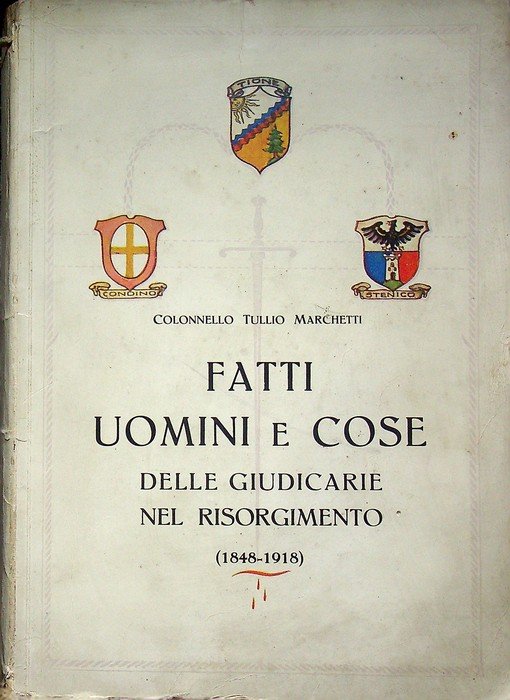 TIONE
CONDINO
STENICO
COLONNELLO TULLIO MARCHETTI
FATTI
UOMINI E COSE
DELLE GIUDICARIE
NEL RISORGIMENTO
(1848-1918)